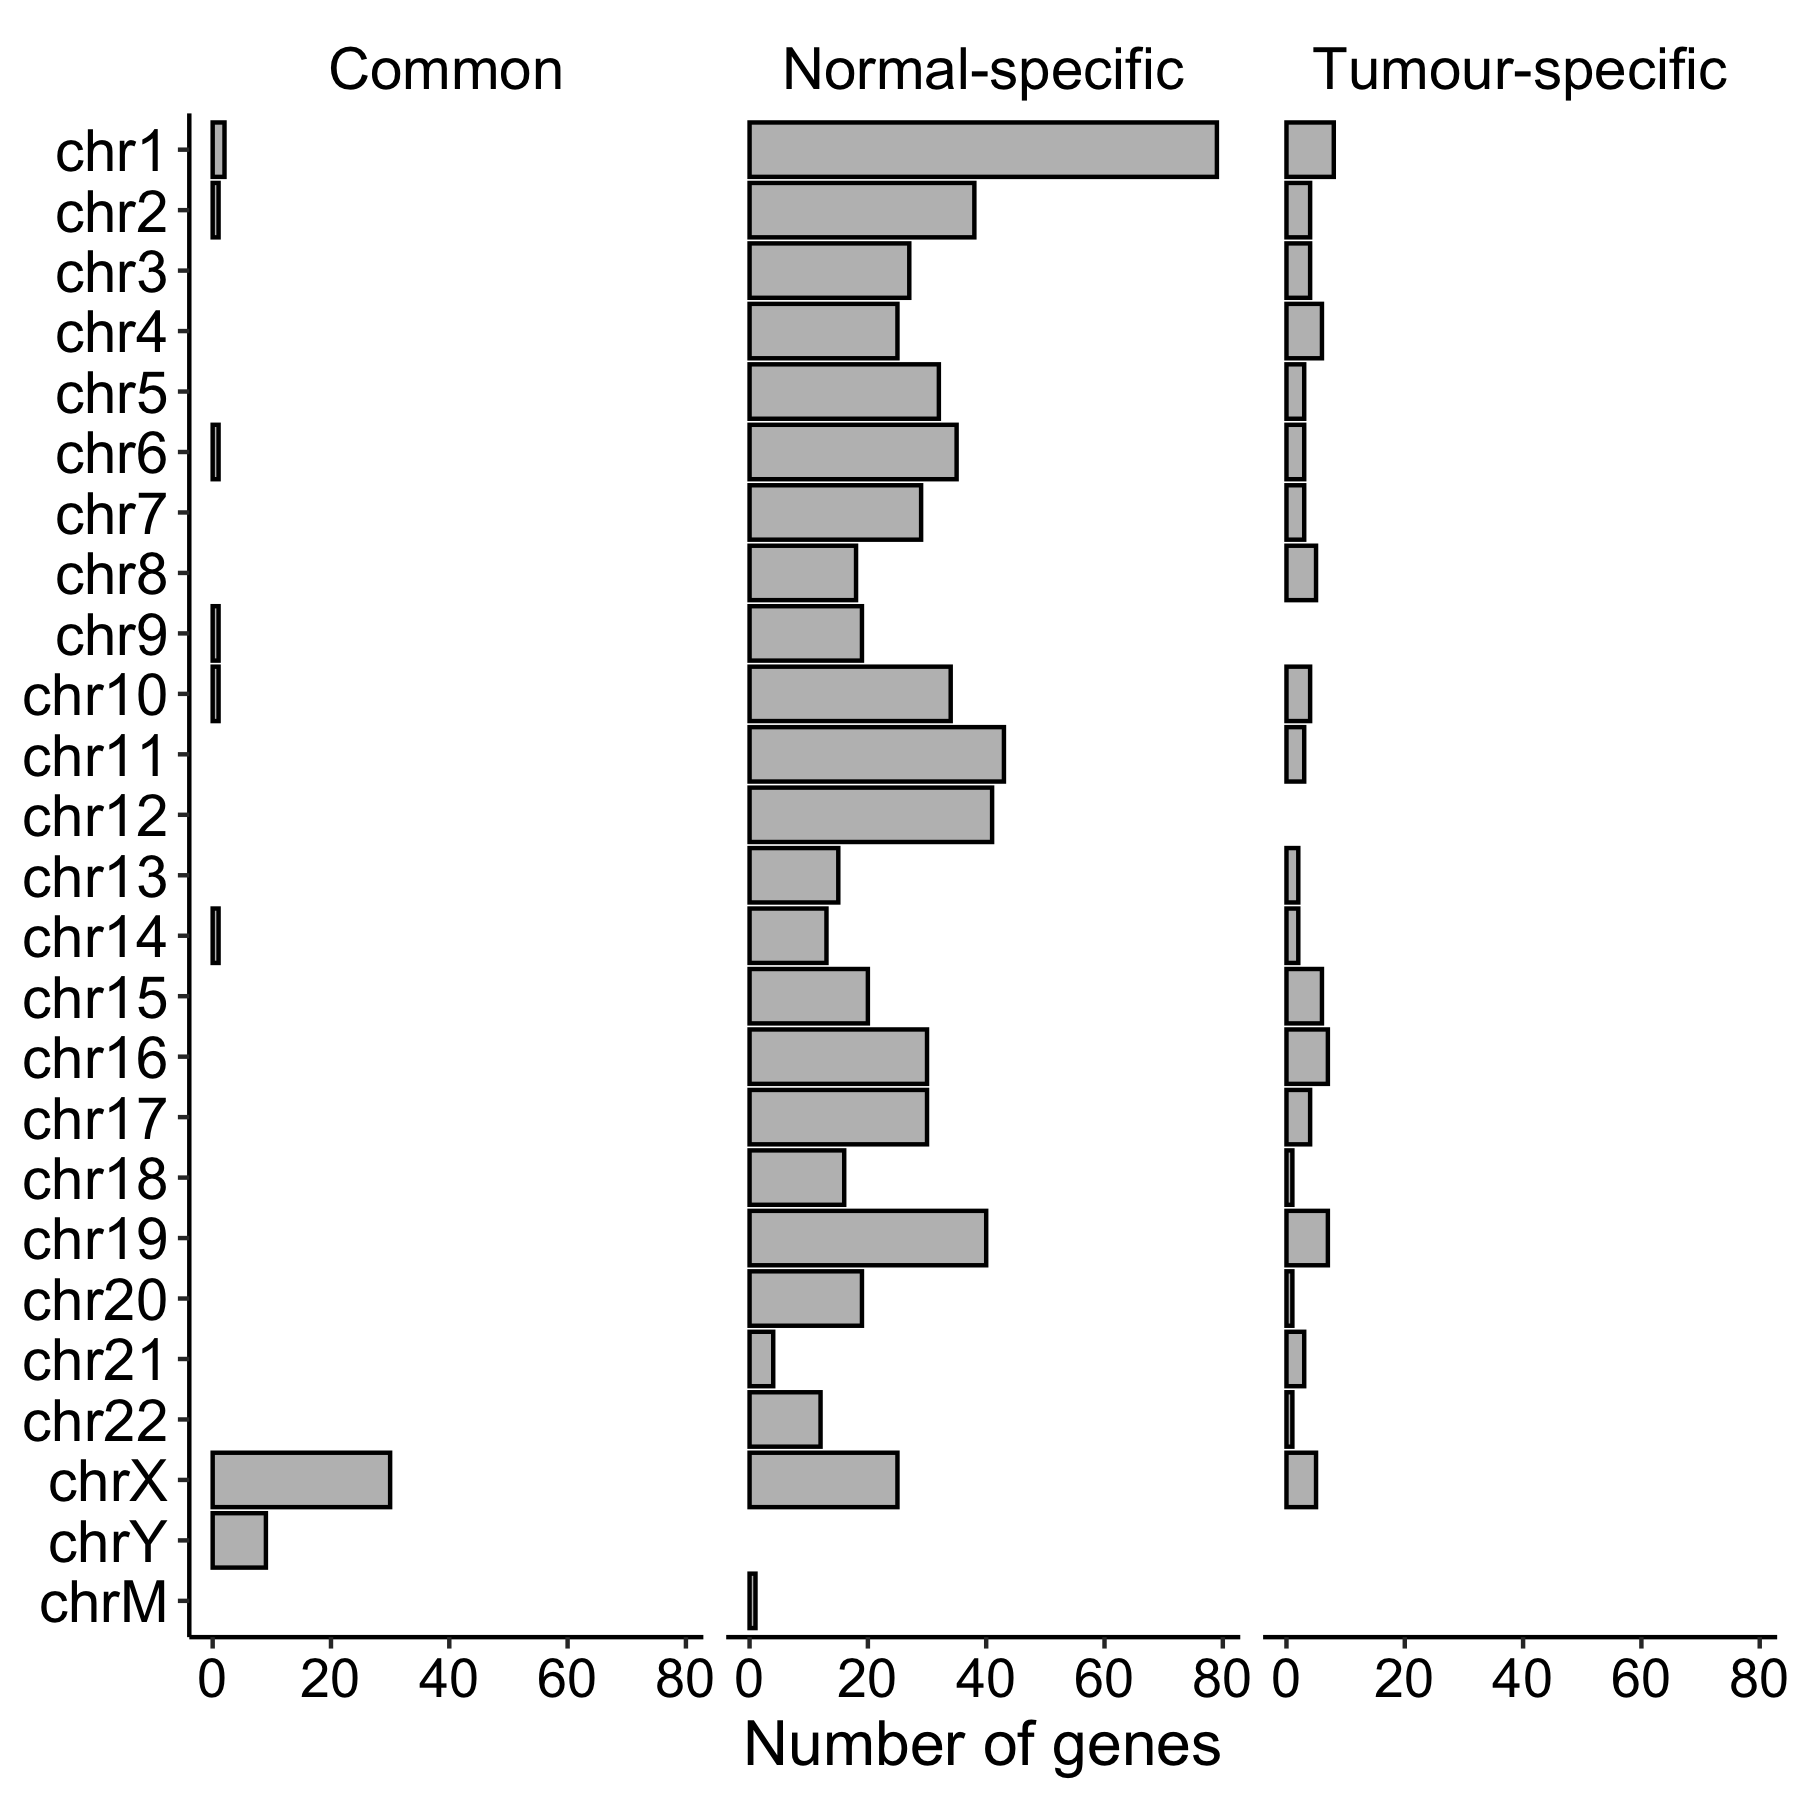 Common Normal-specific Tumour-specific
chr1
chr2
chr3
chr4
chr5
chr6
chr7
chr8
chr9
chr10
chr11
chr12
chr13
chr14
chr15
chr16
chr17
chr18
chr19
chr20
chr21
chr22
chrX
chrY
chrM
0 20 40 60 80 0 20 40 60 80 0 20 40 60 80
Number of genes